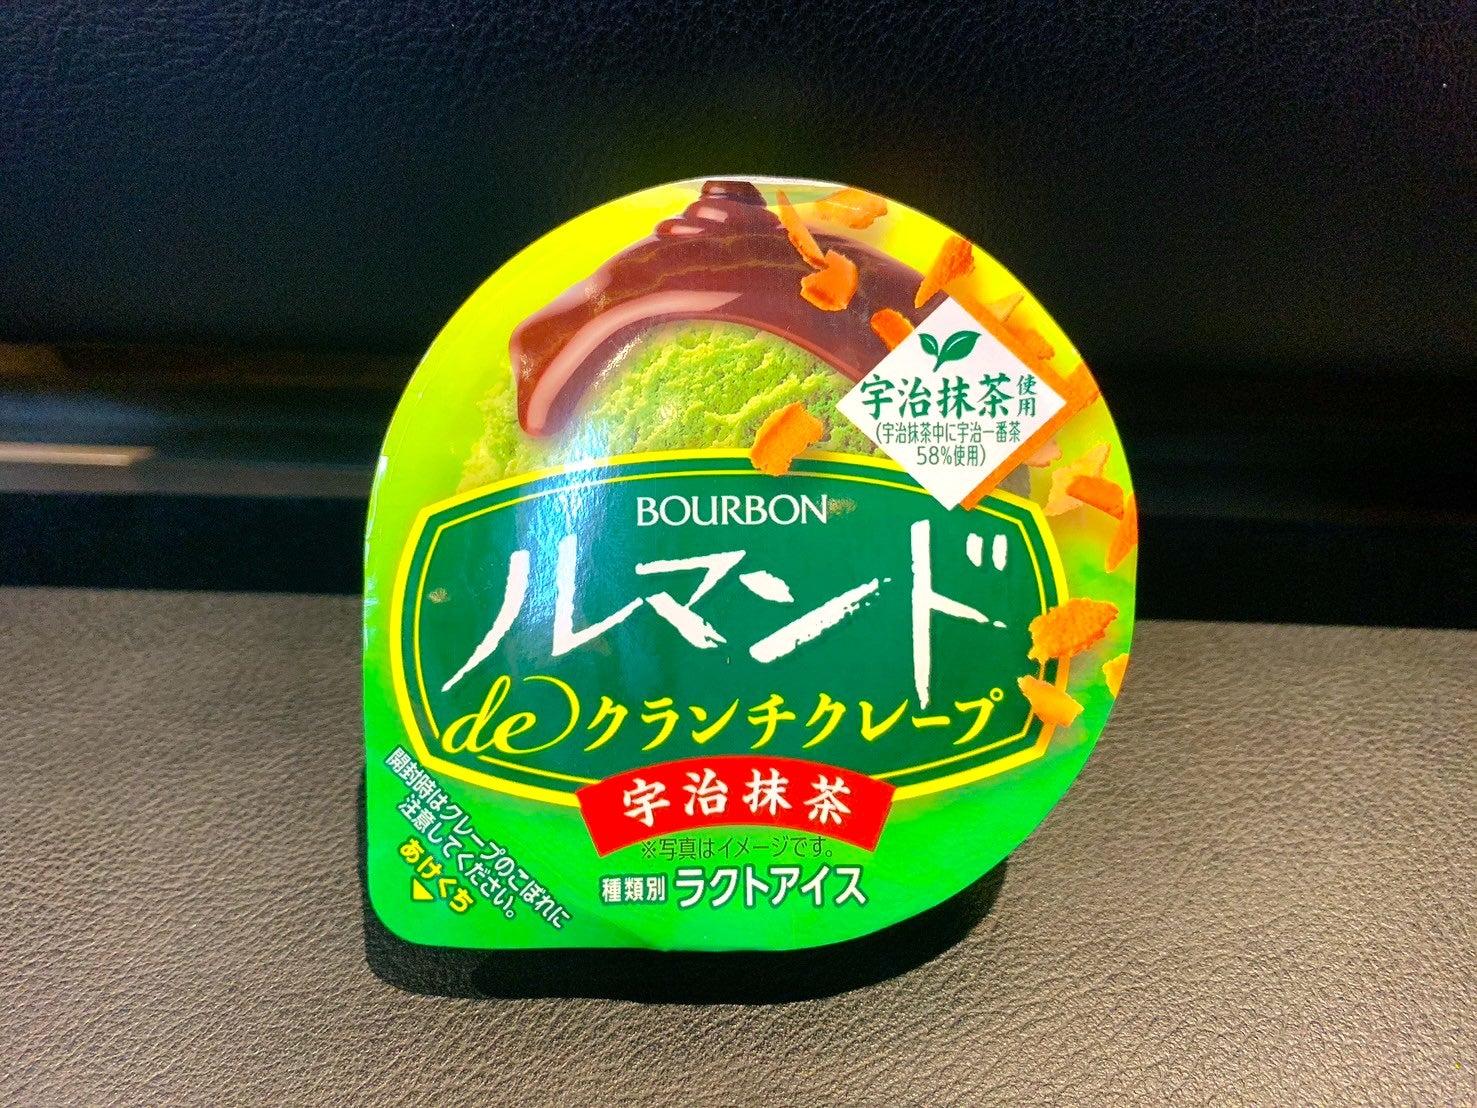 宇治抹茶使用
(宇治抹茶中に宇治一番茶
58%使用)
BOURBON
ルマンド
deクランチクレープ
宇治抹茶
※写真はイメージです。
種類別 ラクトアイス
開封時はクレープのこぼれに
注意してください。
あけくち